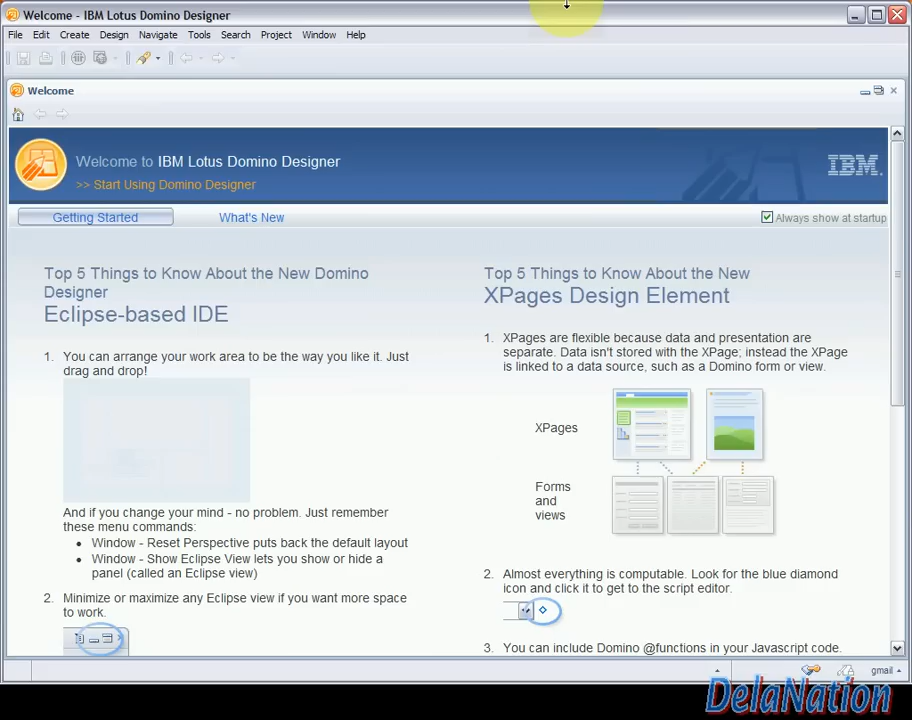 Welcome - IBM Lotus Domino Designer
File Edit Create Design Navigate Tools Search Project Window Help
Welcome
Welcome to IBM Lotus Domino Designer
IBM
>> Start Using Domino Designer
Getting Started What's New Always show at startup
Top 5 Things to Know About the New Domino
Designer
Eclipse-based IDE
1. You can arrange your work area to be the way you like it. Just
drag and drop!
And if you change your mind - no problem. Just remember
these menu commands:
• Window - Reset Perspective puts back the default layout
• Window - Show Eclipse View lets you show or hide a
panel (called an Eclipse view)
2. Minimize or maximize any Eclipse view if you want more space
to work.
Top 5 Things to Know About the New
XPages Design Element
1. XPages are flexible because data and presentation are
separate. Data isn't stored with the XPage; instead the XPage
is linked to a data source, such as a Domino form or view.
XPages
Forms
and
views
2. Almost everything is computable. Look for the blue diamond
icon and click it to get to the script editor.
3. You can include Domino @functions in your Javascript code.
gmail
DelaNation